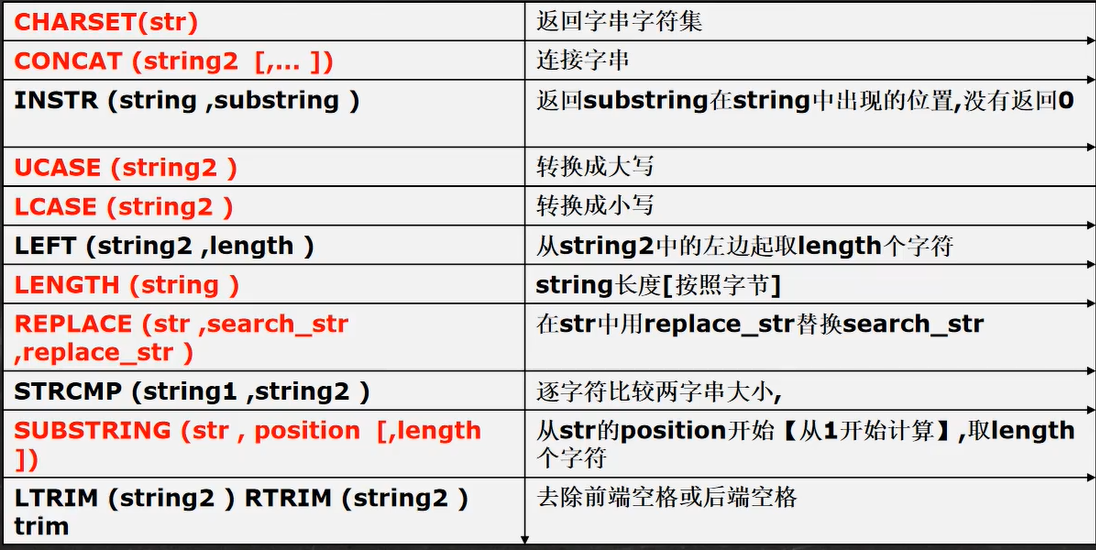 CHARSET(str)
返回字串字符集
CONCAT (string2 [,... ])
连接字串
INSTR (string ,substring )
返回substring在string中出现的位置,没有返回0
UCASE (string2 )
转换成大写
LCASE (string2 )
转换成小写
LEFT (string2 ,length )
从string2中的左边起取length个字符
LENGTH (string )
string长度[按照字节]
REPLACE (str ,search_str
,replace_str )
在str中用replace_str替换search_str
STRCMP (string1 ,string2 )
逐字符比较两字串大小,
SUBSTRING (str , position [,length
])
从str的position开始【从1开始计算】,取length
个字符
LTRIM (string2 ) RTRIM (string2 )
trim
去除前端空格或后端空格